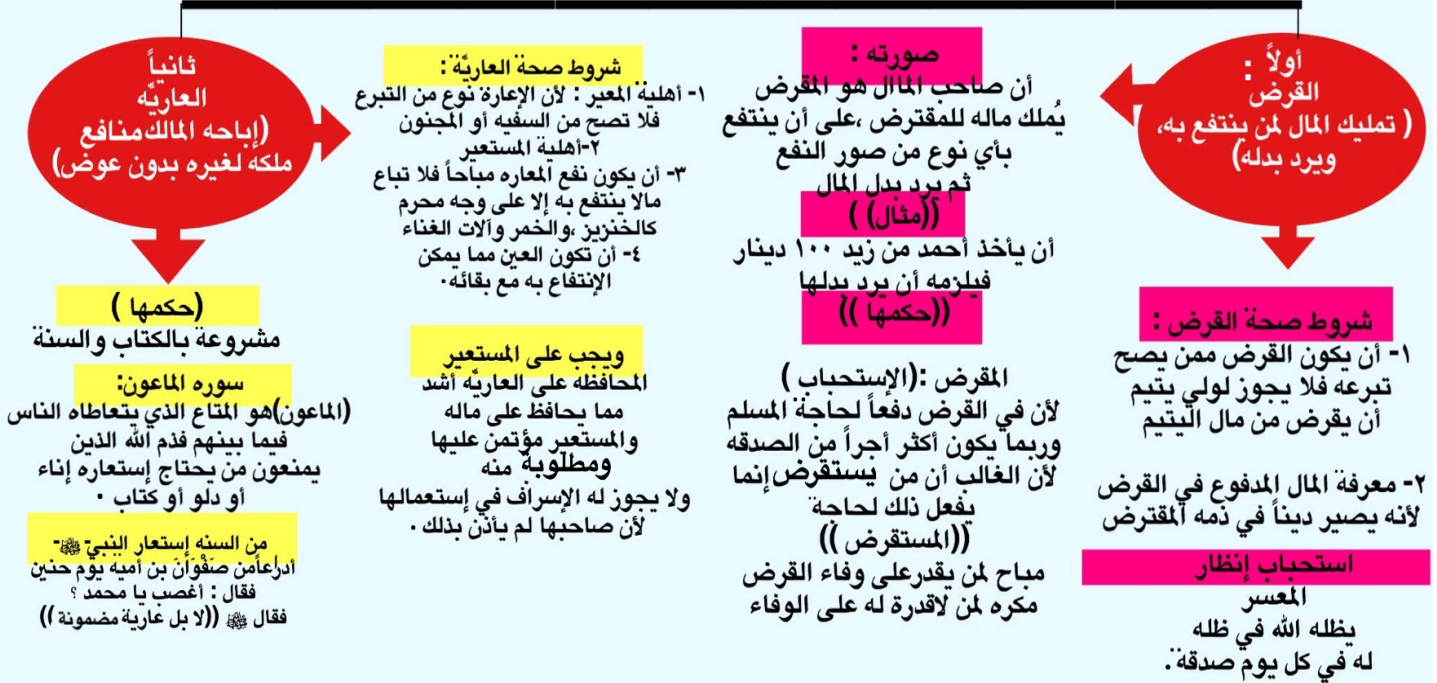 أولاً :
القرض
( تمليك المال لمن ينتفع به،
ويرد بدله)
شروط صحة القرض :
١- أن يكون القرض ممن يصح
تبرعه فلا يجوز لولي يتيم
أن يقرض من مال اليتيم
٢- معرفة المال المدفوع في القرض
لأنه يصير ديناً في ذمه المقترض
استحباب إنظار
المعسر
يظله الله في ظله
له في كل يوم صدقة.
صورته :
أن صاحب الماال هو المقرض
يُملك ماله للمقترض ،على أن ينتفع
بأي نوع من صور النفع
ثم يرد بدل المال
((مثال) )
أن يأخذ أحمد من زيد ١٠٠ دينار
فيلزمه أن يرد بدلها
((حكمها ))
المقرض :(الإستحباب )
لأن في القرض دفعاً لحاجة المسلم
وربما يكون أكثر أجراً من الصدقه
لأن الغالب أن من يستقرض إنما
يفعل ذلك لحاجة
((المستقرض ))
مباح لمن يقدرعلى وفاء القرض
مكره لمن لاقدرة له على الوفاء
ثانياً
العاريّه
(إباحه المالك منافع
ملكه لغيره بدون عوض)
شروط صحة العاريَّة :
١- أهلية المعير : لأن الإعارة نوع من التبرع
فلا تصح من السفيه أو المجنون
٢-أهلية المستعير
٣- أن يكون نفع المعاره مباحاً فلا تباع
مالا ينتفع به إلا على وجه محرم
كالخنزيز ،والخمر وآلات الغناء
٤- أن تكون العين مما يمكن
الإنتفاع به مع بقائه.
ويجب على المستعير
المحافظه على العاريَّه أشد
مما يحافظ على ماله
والمستعير مؤتمن عليها
ومطلوبة منه
ولا يجوز له الإسراف في إستعمالها
لأن صاحبها لم يأذن بذلك .
(حكمها )
مشروعة بالكتاب والسنة
سوره الماعون:
(الماعون)هو المتاع الذي يتعاطاه الناس
فيما بينهم فذم الله الذين
يمنعون من يحتاج إستعاره إناء
أو دلو أو كتاب .
من السنه إستعار النبي-ﷺ-
أدراعاًمن صَفْوَانَ بن أمية يوم حنين
فقال : أغصب يا محمد ؟
فقال ﷺ ((لا بل عارية مضمونة ))